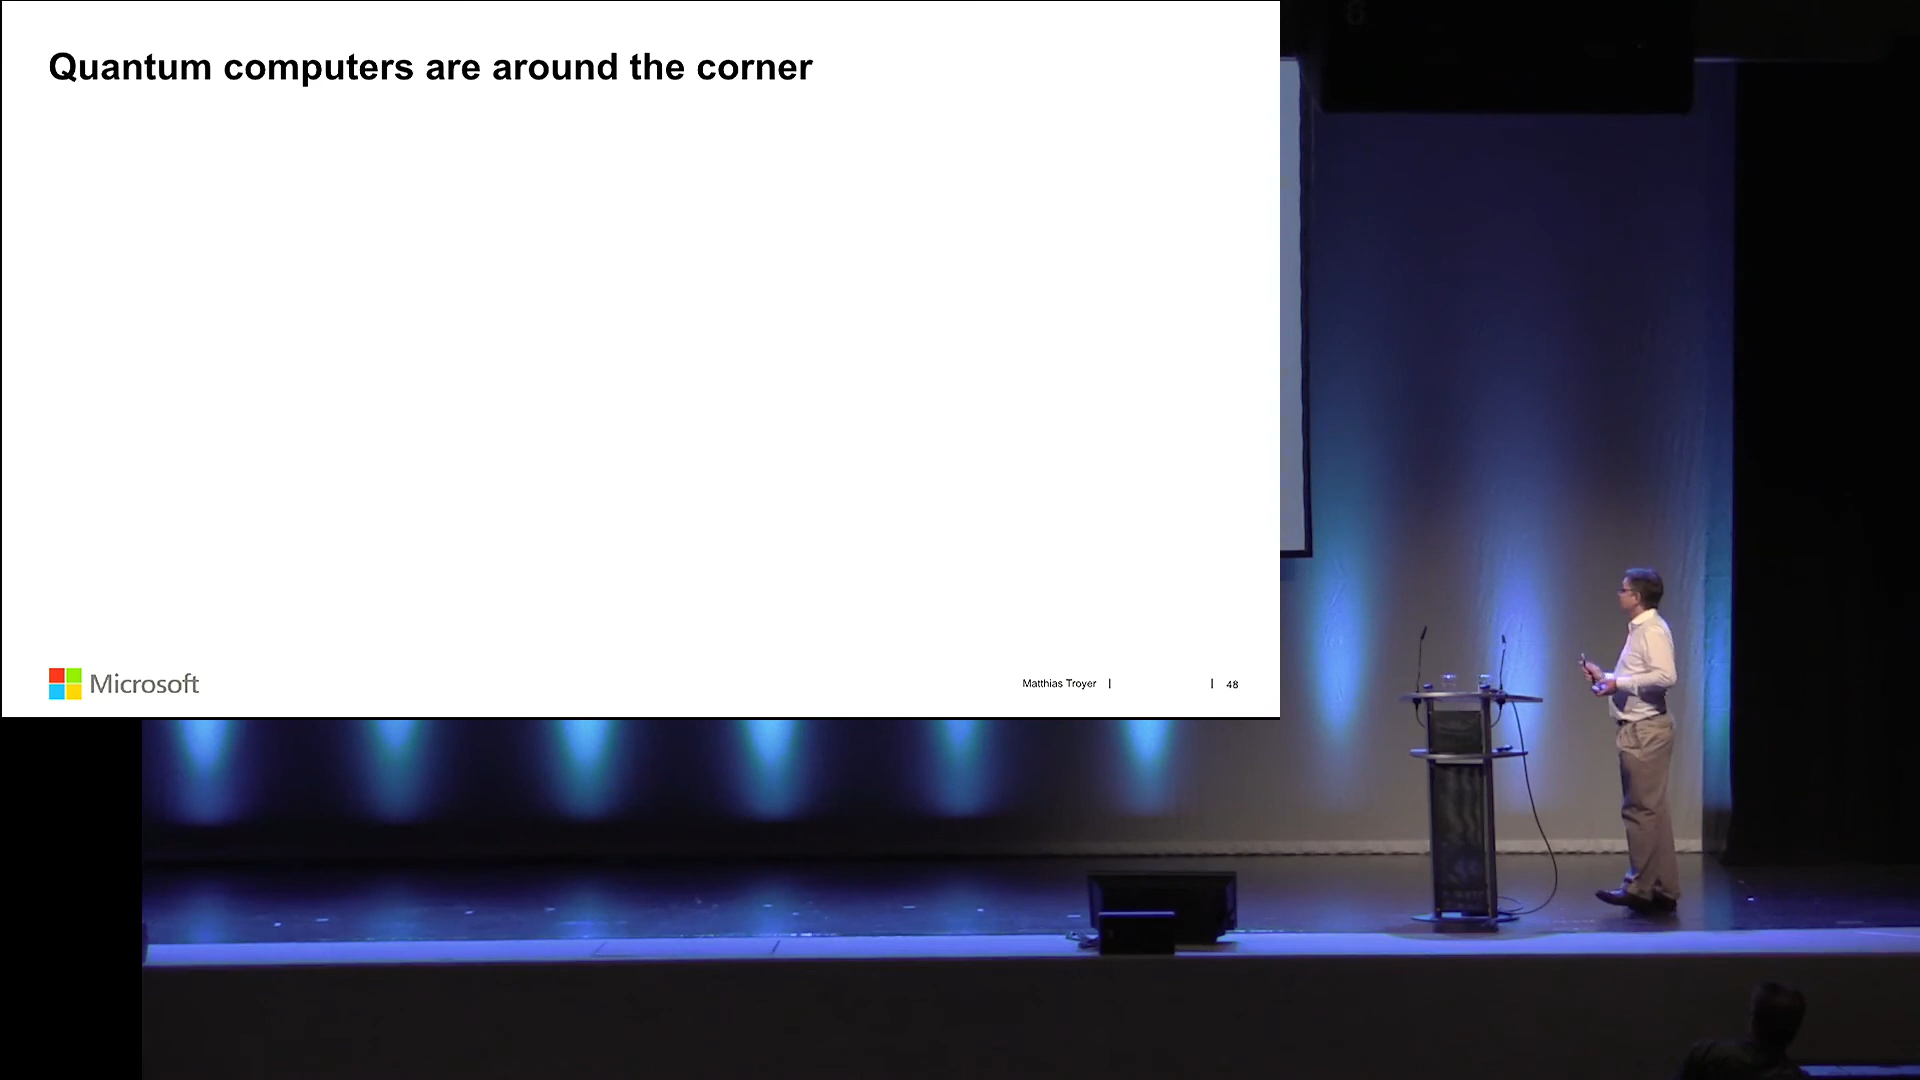 Quantum computers are around the corner
Microsoft
Matthias Troyer | | 48